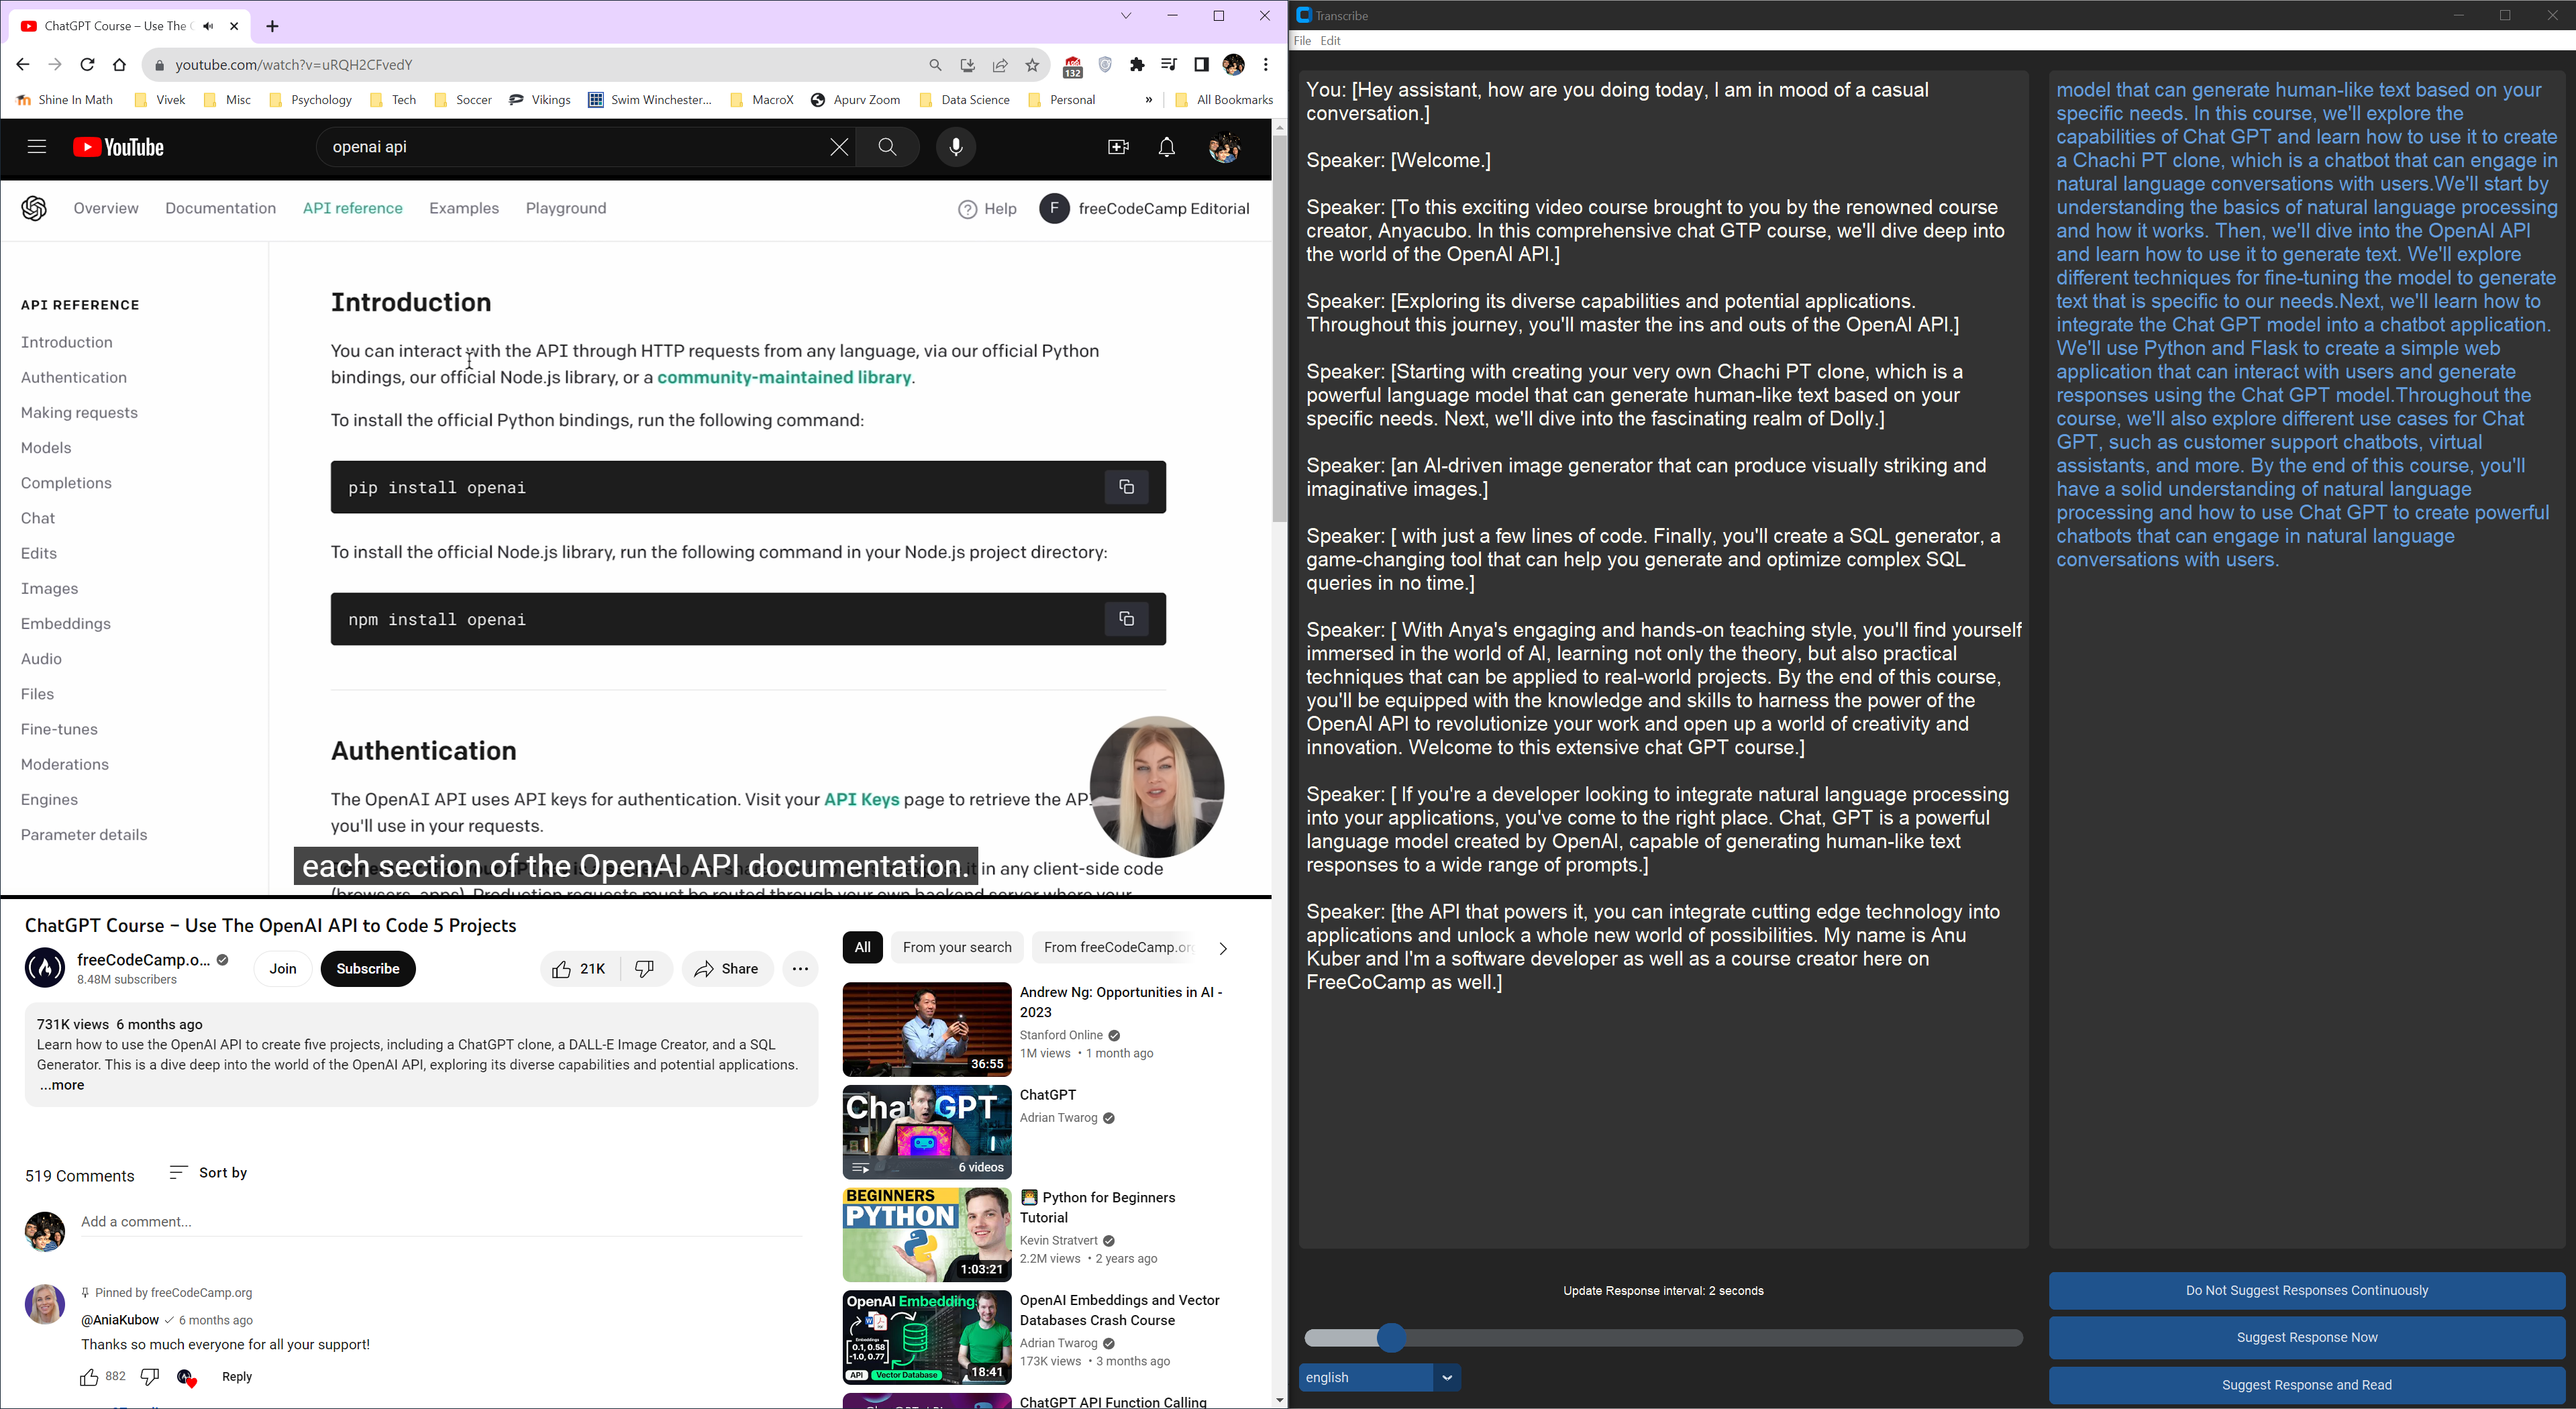 ChatGPT Course – Use The
youtube.com/watch?v=uRQH2CFvedY
132
Shine In Math
Vivek
Misc
Psychology
Tech
Soccer
Vikings
Swim Winchester...
MacroX
Apurv Zoom
Data Science
Personal
»
All Bookmarks
YouTube
openai api
Overview
Documentation
API reference
Examples
Playground
Help
F
freeCodeCamp Editorial
API REFERENCE
Introduction
Authentication
Making requests
Models
Completions
Chat
Edits
Images
Embeddings
Audio
Files
Fine-tunes
Moderations
Engines
Parameter details
Introduction
You can interact with the API through HTTP requests from any language, via our official Python
bindings, our official Node.js library, or a community-maintained library.
To install the official Python bindings, run the following command:
pip install openai
To install the official Node.js library, run the following command in your Node.js project directory:
npm install openai
Authentication
The OpenAI API uses API keys for authentication. Visit your API Keys page to retrieve the AP
you'll use in your requests.
each section of the OpenAI API documentation.
in any client-side code
(browsers, apps). Production requests must be routed through your own backend server where your
ChatGPT Course – Use The OpenAI API to Code 5 Projects
freeCodeCamp.o...
8.48M subscribers
Join
Subscribe
21K
Share
731K views 6 months ago
Learn how to use the OpenAI API to create five projects, including a ChatGPT clone, a DALL-E Image Creator, and a SQL
Generator. This is a dive deep into the world of the OpenAI API, exploring its diverse capabilities and potential applications.
...more
519 Comments
Sort by
Add a comment...
Pinned by freeCodeCamp.org
@AniaKubow ✓ 6 months ago
Thanks so much everyone for all your support!
882
Reply
All
From your search
From freeCodeCamp.org
36:55
Andrew Ng: Opportunities in AI -
2023
Stanford Online
1M views • 1 month ago
ChatGPT
6 videos
ChatGPT
Adrian Twarog
BEGINNERS
PYTHON
1:03:21
Python for Beginners
Tutorial
Kevin Stratvert
2.2M views • 2 years ago
OpenAI Embedding
Embeddings
0.1, 0.58
-1.0, 0.77
API
Vector Database
18:41
OpenAI Embeddings and Vector
Databases Crash Course
Adrian Twarog
173K views • 3 months ago
ChatGPT API Function Calling
Transcribe
File Edit
You: [Hey assistant, how are you doing today, I am in mood of a casual
conversation.]
Speaker: [Welcome.]
Speaker: [To this exciting video course brought to you by the renowned course
creator, Anyacubo. In this comprehensive chat GTP course, we'll dive deep into
the world of the OpenAI API.]
Speaker: [Exploring its diverse capabilities and potential applications.
Throughout this journey, you'll master the ins and outs of the OpenAI API.]
Speaker: [Starting with creating your very own Chachi PT clone, which is a
powerful language model that can generate human-like text based on your
specific needs. Next, we'll dive into the fascinating realm of Dolly.]
Speaker: [an AI-driven image generator that can produce visually striking and
imaginative images.]
Speaker: [ with just a few lines of code. Finally, you'll create a SQL generator, a
game-changing tool that can help you generate and optimize complex SQL
queries in no time.]
Speaker: [ With Anya's engaging and hands-on teaching style, you'll find yourself
immersed in the world of AI, learning not only the theory, but also practical
techniques that can be applied to real-world projects. By the end of this course,
you'll be equipped with the knowledge and skills to harness the power of the
OpenAI API to revolutionize your work and open up a world of creativity and
innovation. Welcome to this extensive chat GPT course.]
Speaker: [ If you're a developer looking to integrate natural language processing
into your applications, you've come to the right place. Chat, GPT is a powerful
language model created by OpenAI, capable of generating human-like text
responses to a wide range of prompts.]
Speaker: [the API that powers it, you can integrate cutting edge technology into
applications and unlock a whole new world of possibilities. My name is Anu
Kuber and I'm a software developer as well as a course creator here on
FreeCoCamp as well.]
Update Response interval: 2 seconds
english
model that can generate human-like text based on your
specific needs. In this course, we'll explore the
capabilities of Chat GPT and learn how to use it to create
a Chachi PT clone, which is a chatbot that can engage in
natural language conversations with users.We'll start by
understanding the basics of natural language processing
and how it works. Then, we'll dive into the OpenAI API
and learn how to use it to generate text. We'll explore
different techniques for fine-tuning the model to generate
text that is specific to our needs.Next, we'll learn how to
integrate the Chat GPT model into a chatbot application.
We'll use Python and Flask to create a simple web
application that can interact with users and generate
responses using the Chat GPT model.Throughout the
course, we'll also explore different use cases for Chat
GPT, such as customer support chatbots, virtual
assistants, and more. By the end of this course, you'll
have a solid understanding of natural language
processing and how to use Chat GPT to create powerful
chatbots that can engage in natural language
conversations with users.
Do Not Suggest Responses Continuously
Suggest Response Now
Suggest Response and Read